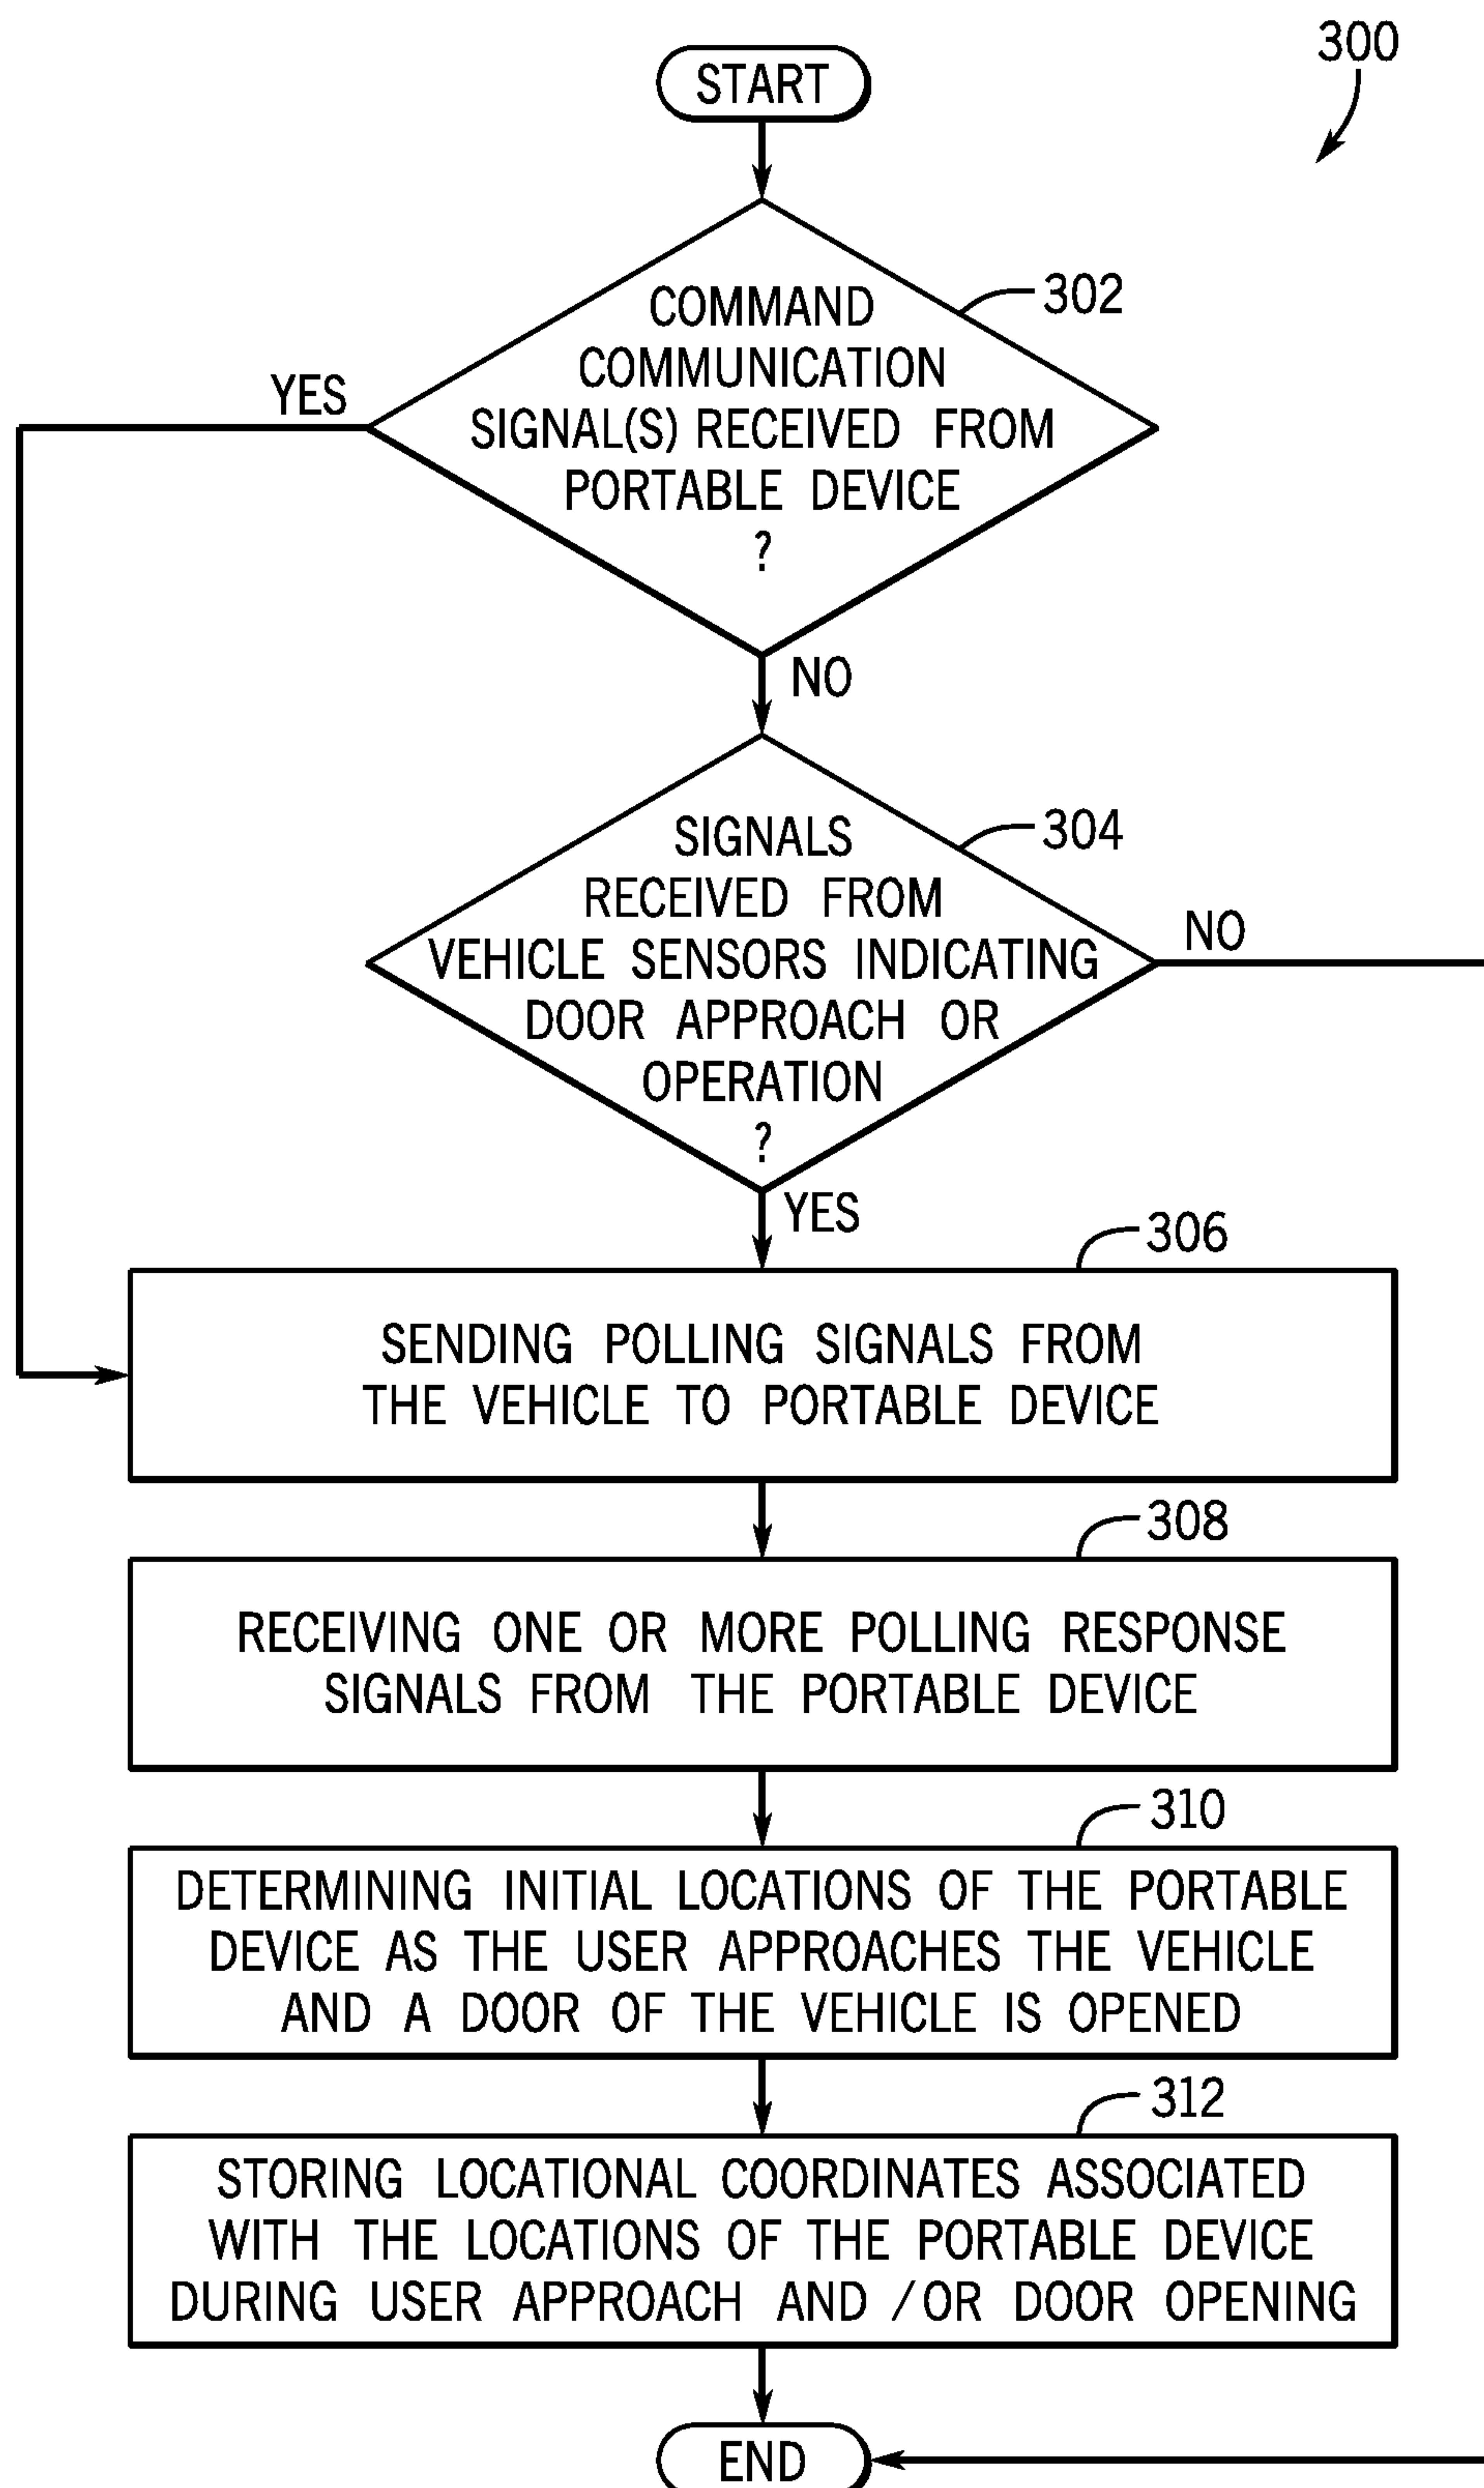 300
START
COMMAND
COMMUNICATION
SIGNAL(S) RECEIVED FROM
PORTABLE DEVICE
?
302
YES
NO
SIGNALS
RECEIVED FROM
VEHICLE SENSORS INDICATING
DOOR APPROACH OR
OPERATION
?
304
NO
YES
306
SENDING POLLING SIGNALS FROM
THE VEHICLE TO PORTABLE DEVICE
308
RECEIVING ONE OR MORE POLLING RESPONSE
SIGNALS FROM THE PORTABLE DEVICE
310
DETERMINING INITIAL LOCATIONS OF THE PORTABLE
DEVICE AS THE USER APPROACHES THE VEHICLE
AND A DOOR OF THE VEHICLE IS OPENED
312
STORING LOCATIONAL COORDINATES ASSOCIATED
WITH THE LOCATIONS OF THE PORTABLE DEVICE
DURING USER APPROACH AND /OR DOOR OPENING
END